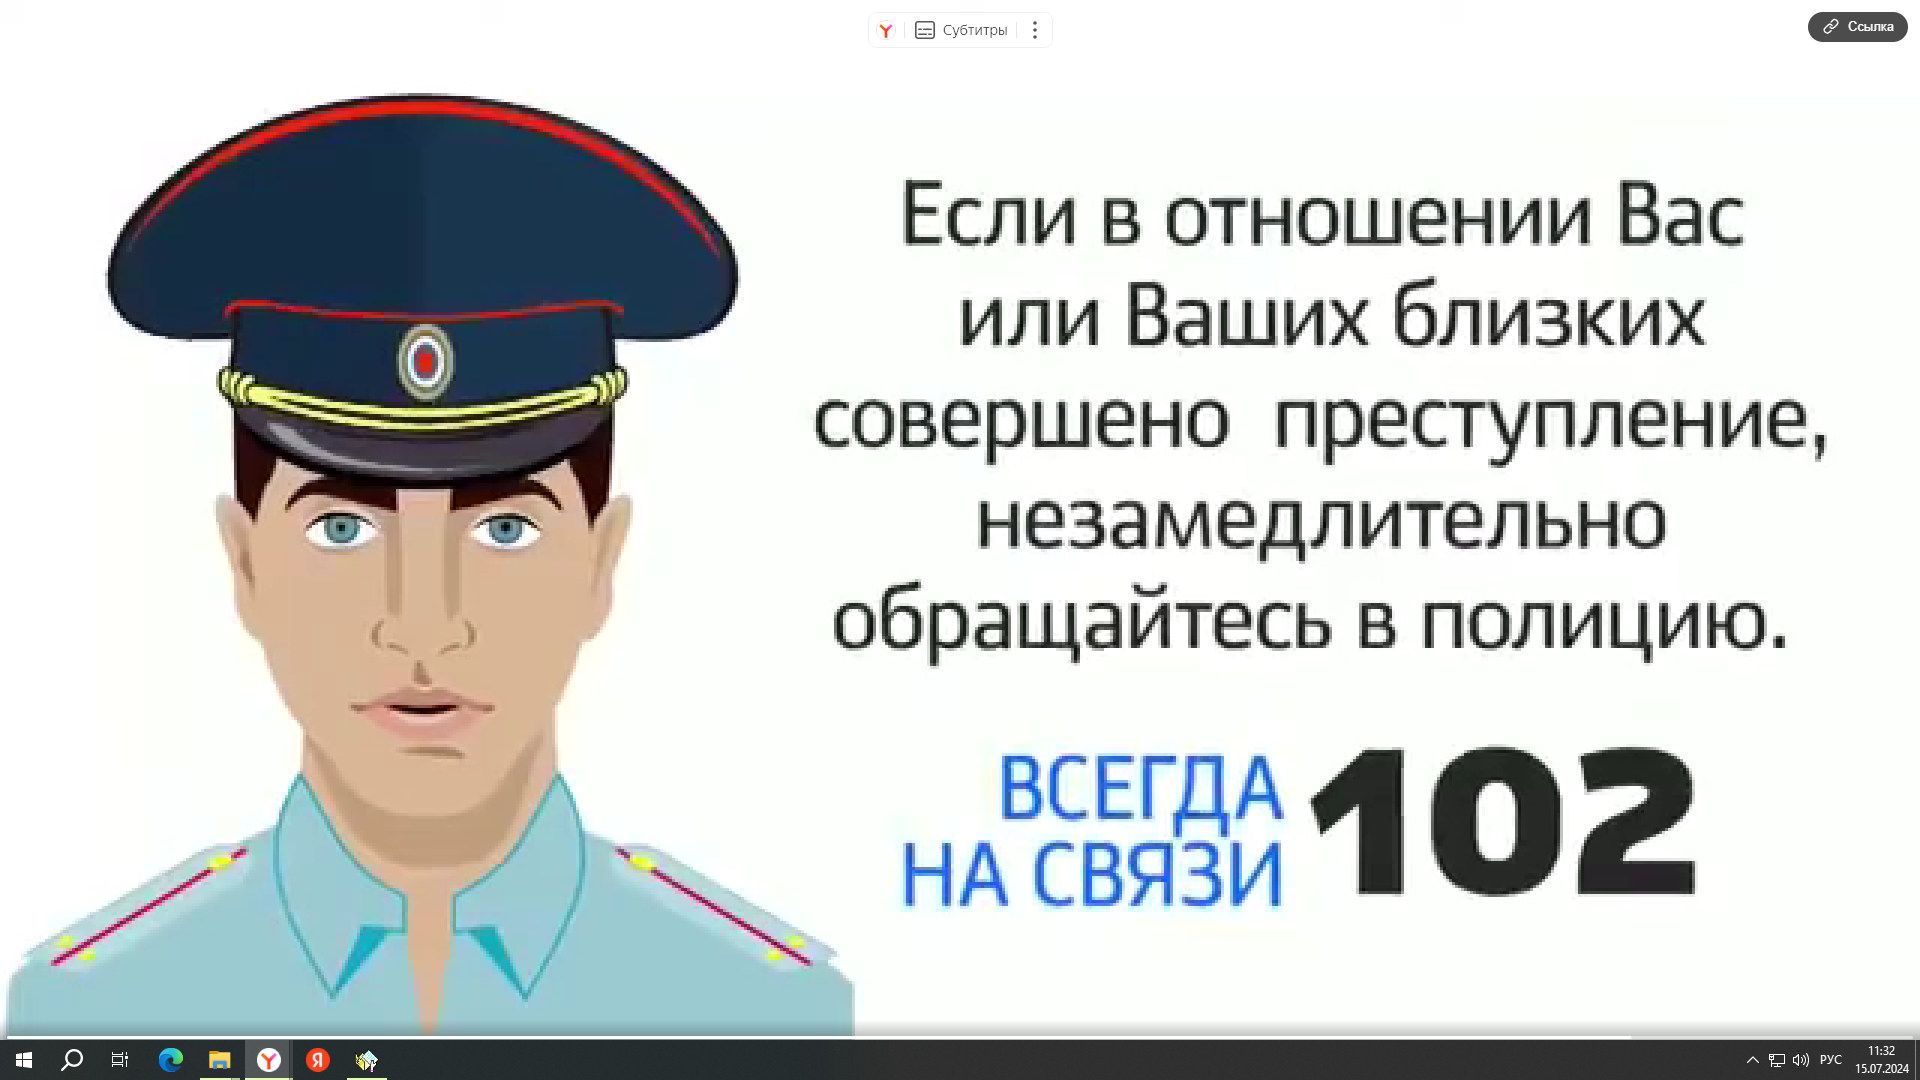 Субтитры
Ссылка
Если в отношении Вас
или Ваших близких
совершено преступление,
незамедлительно
обращайтесь в полицию.
ВСЕГДА
НА СВЯЗИ
102
Я
РУС
11:32
15.07.2024